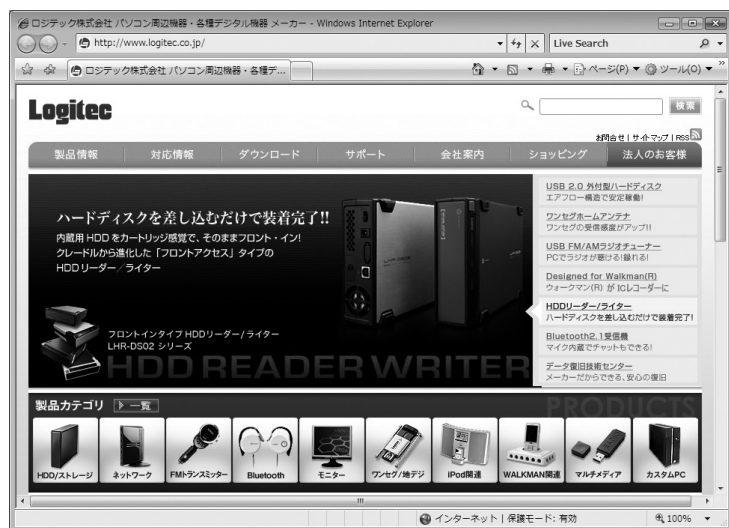 ロジテック株式会社 パソコン周辺機器・各種デジタル機器 メーカー - Windows Internet Explorer
http://www.logitec.co.jp/
Live Search
ロジテック株式会社 パソコン周辺機器・各種デ...
ページ(P)
ツール(O)
Logitec
検索
お問合せ | サイトマップ | RSS
製品情報 対応情報 ダウンロード サポート 会社案内 ショッピング 法人のお客様
ハードディスクを差し込むだけで装着完了!!
内蔵用 HDD をカートリッジ感覚で、そのままフロント・イン!
クレードルから進化した「フロントアクセス」タイプの
HDD リーダー／ライター
フロントインタイプ HDD リーダー/ライター
LHR-DS02 シリーズ
HDD READER WRITER
USB 2.0 外付型ハードディスク
エアフロー構造で安定稼働!
ワンセグホームアンテナ
ワンセグの受信感度がアップ!!
USB FM/AMラジオチューナー
PCでラジオが聴ける!録れる!
Designed for Walkman(R)
ウォークマン(R) が ICレコーダーに
HDDリーダー/ライター
ハードディスクを差し込むだけで装着完了!
Bluetooth2.1受信機
マイク内蔵でチャットもできる!
データ復旧技術センター
メーカーだからできる、安心の復旧
製品カテゴリ 一覧
PRODUCTS
HDD/ストレージ ネットワーク FMトランスミッター Bluetooth モニター ワンセグ/地デジ iPod関連 WALKMAN関連 マルチメディア カスタムPC
インターネット | 保護モード: 有効
100%